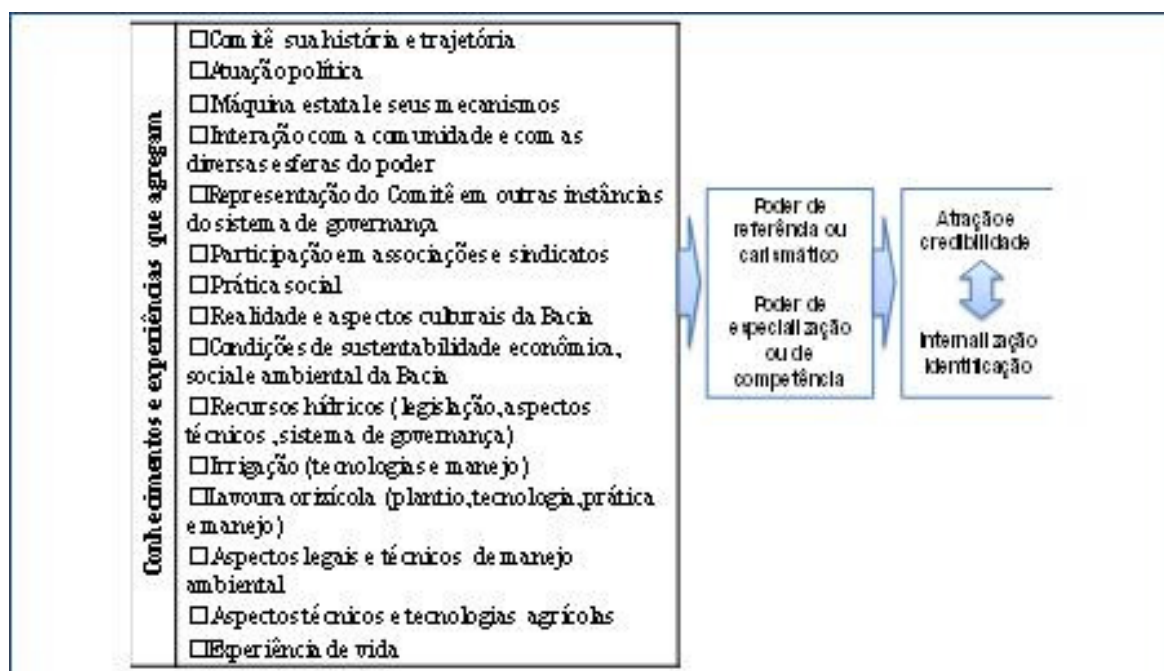 Conhecimentos e experiências que agregam
□Comitê sua história e trajetória
□Atuação política
□Máquina estatal e seus mecanismos
□Interação com a comunidade e com as
diversas esferas do poder
□Representação do Comitê em outras instâncias
do sistema de governança
□Participação em associações e sindicatos
□Prática social
□Realidade e aspectos culturais da Bacia
□Condições de sustentabilidade econômica,
social e ambiental da Bacia
□Recursos hídricos (legislação, aspectos
técnicos ,sistema de governança)
□Irrigação (tecnologias e manejo)
□Lavoura orizícola (plantio, tecnologia, prática
e manejo)
□Aspectos legais e técnicos de manejo
ambiental
□Aspectos técnicos e tecnologias agrícolas
□Experiência de vida
Poder de
referência ou
carismático
Poder de
especialização
ou de
competência
Atração e
credibilidade
Internalização
Identificação